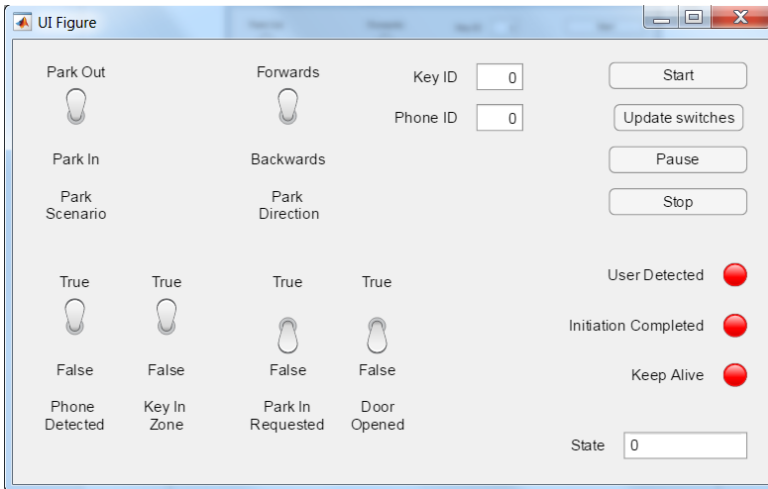 UI Figure
Park Out
Forwards
Key ID
0
Start
Phone ID
0
Update switches
Park In
Backwards
Pause
Park
Scenario
Park
Direction
Stop
True
True
True
True
User Detected
Initiation Completed
False
False
False
False
Keep Alive
Phone
Detected
Key In
Zone
Park In
Requested
Door
Opened
State
0